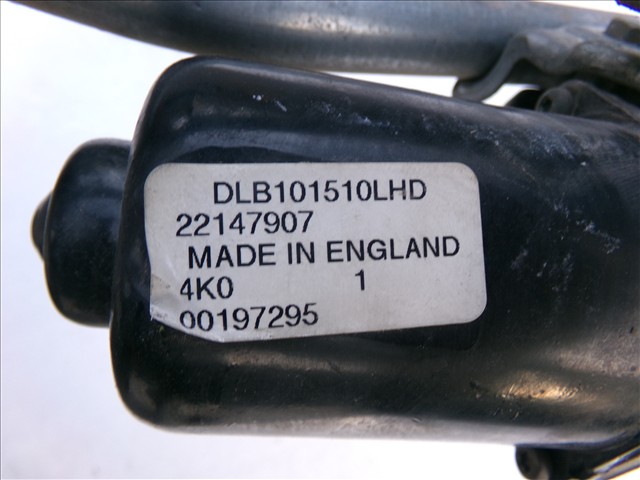 DLB101510LHD
22147907
MADE IN ENGLAND
4K0 1
00197295